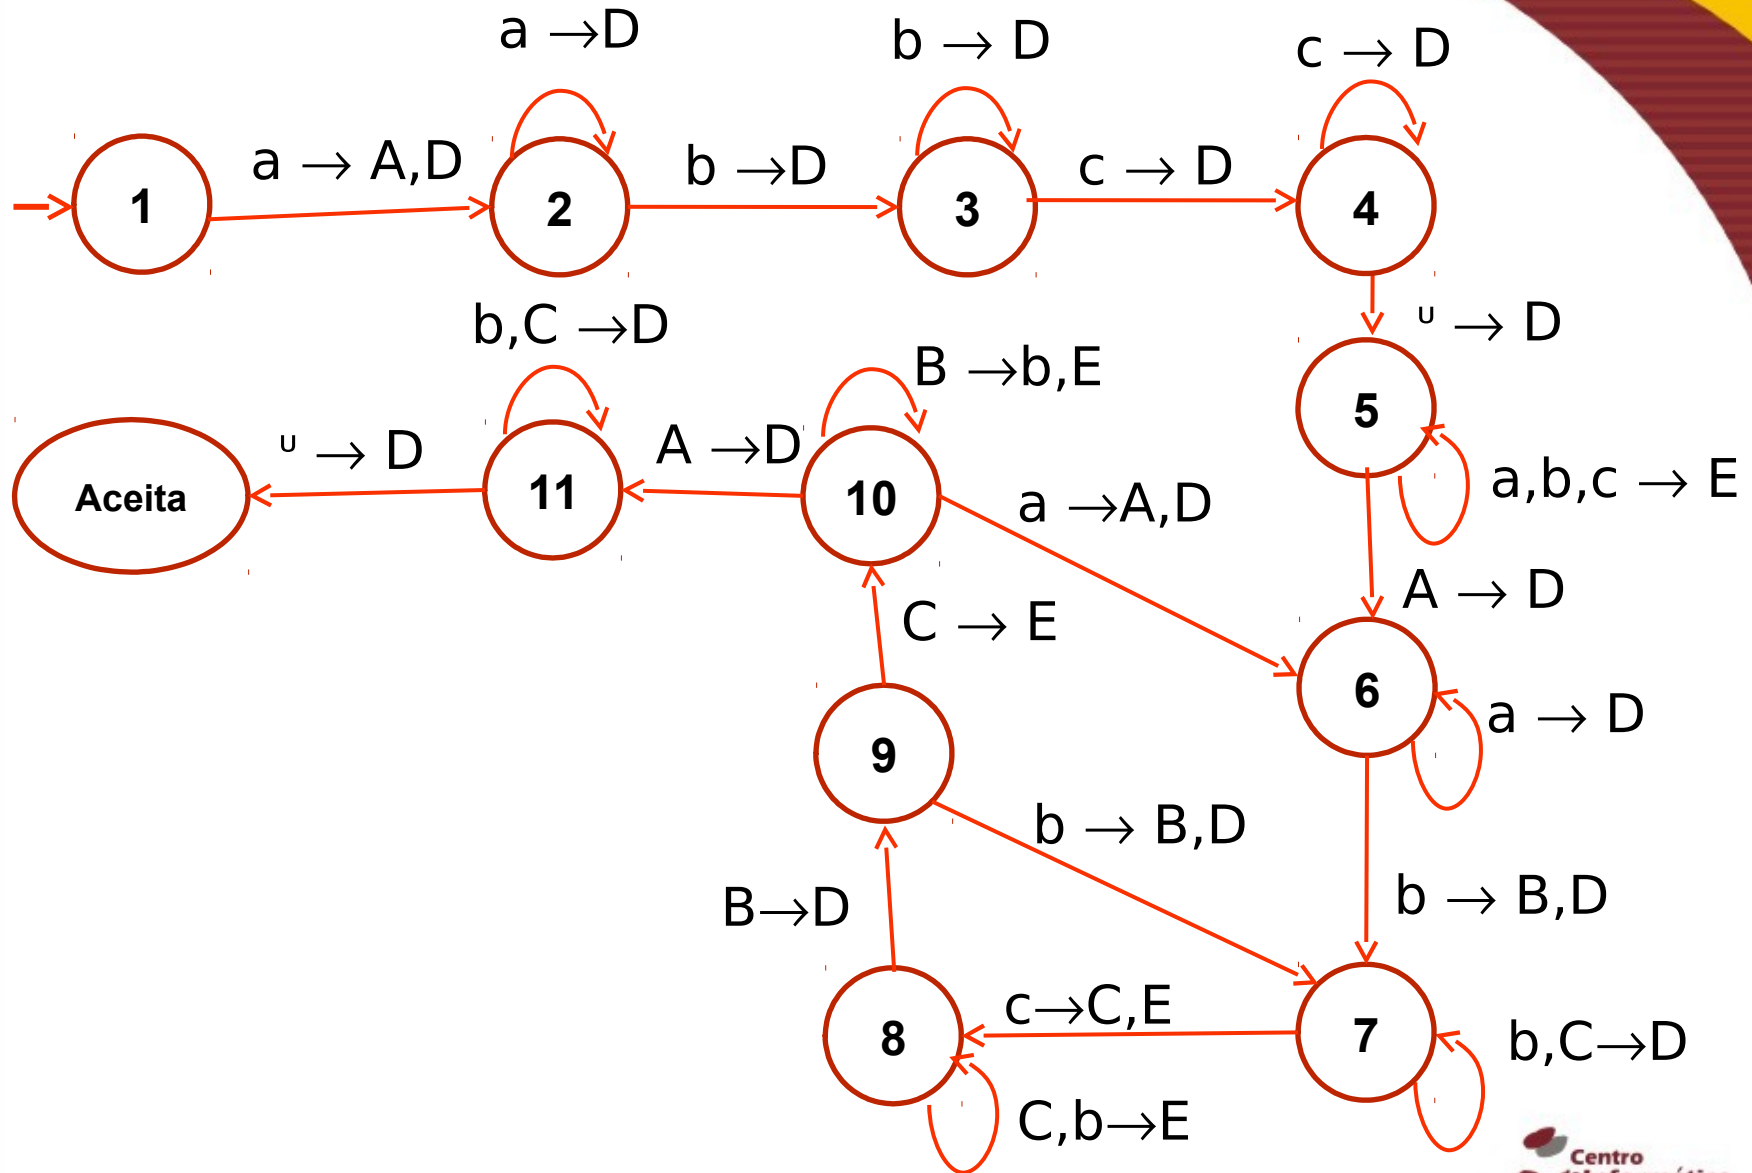 a → D
b → D
c → D
1
a → A,D
2
b → D
3
c → D
4
∪ → D
b,C → D
B → b,E
5
a,b,c → E
Aceita
∪ → D
11
A → D
10
a → A,D
A → D
C → E
6
a → D
9
b → B,D
b → B,D
B→D
8
c→C,E
7
b,C→D
C,b→E
Centro